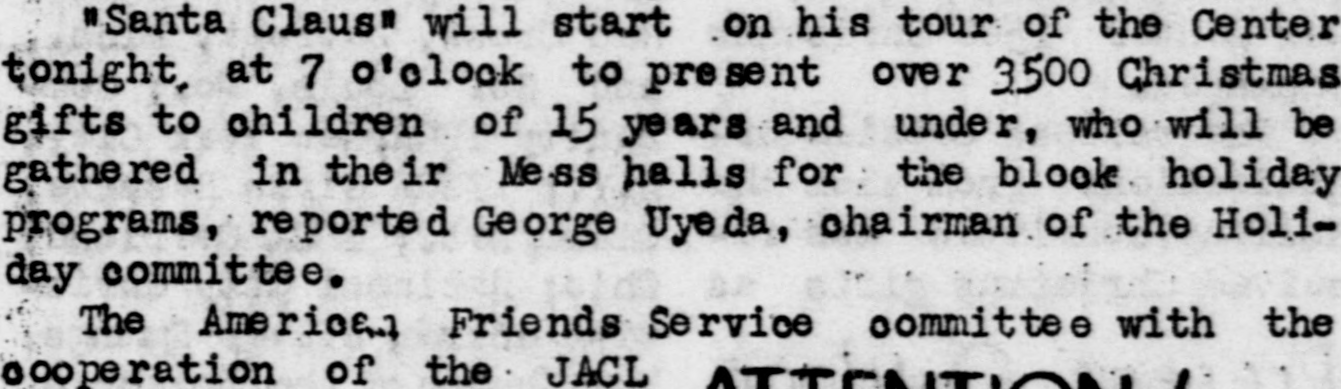 "Santa Claus" will start on his tour of the Center
tonight, at 7 o'clock to present over 3500 Christmas
gifts to children of 15 years and under, who will be
gathered in their Mess halls for the block holiday
programs, reported George Uyeda, chairman of the Holi-
day committee.
The American Friends Service committee with the
cooperation of the JACL ATTENTION!